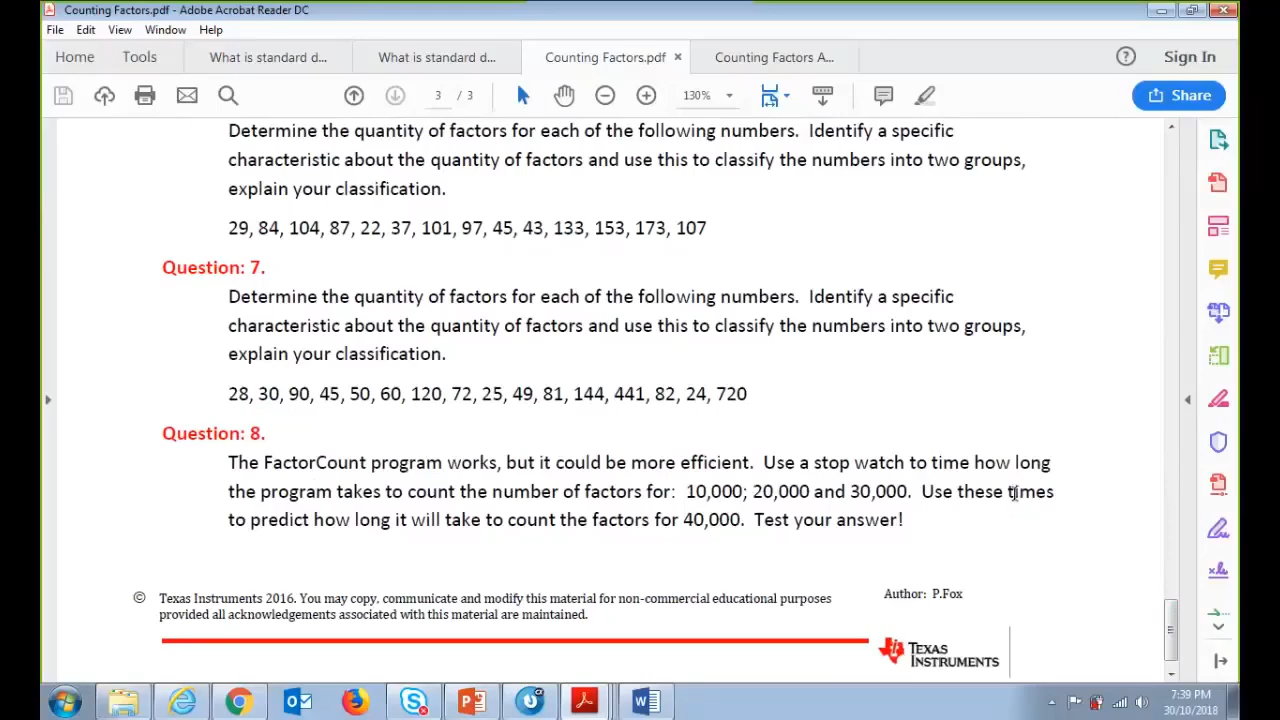 Counting Factors.pdf - Adobe Acrobat Reader DC
File Edit View Window Help
Home Tools What is standard d... What is standard d... Counting Factors.pdf × Counting Factors A... Sign In
3 / 3 130% Share
Determine the quantity of factors for each of the following numbers. Identify a specific
characteristic about the quantity of factors and use this to classify the numbers into two groups,
explain your classification.
29, 84, 104, 87, 22, 37, 101, 97, 45, 43, 133, 153, 173, 107
Question: 7.
Determine the quantity of factors for each of the following numbers. Identify a specific
characteristic about the quantity of factors and use this to classify the numbers into two groups,
explain your classification.
28, 30, 90, 45, 50, 60, 120, 72, 25, 49, 81, 144, 441, 82, 24, 720
Question: 8.
The FactorCount program works, but it could be more efficient. Use a stop watch to time how long
the program takes to count the number of factors for: 10,000; 20,000 and 30,000. Use these times
to predict how long it will take to count the factors for 40,000. Test your answer!
© Texas Instruments 2016. You may copy, communicate and modify this material for non-commercial educational purposes
provided all acknowledgements associated with this material are maintained.
Author: P.Fox
TEXAS
INSTRUMENTS
7:39 PM
30/10/2018